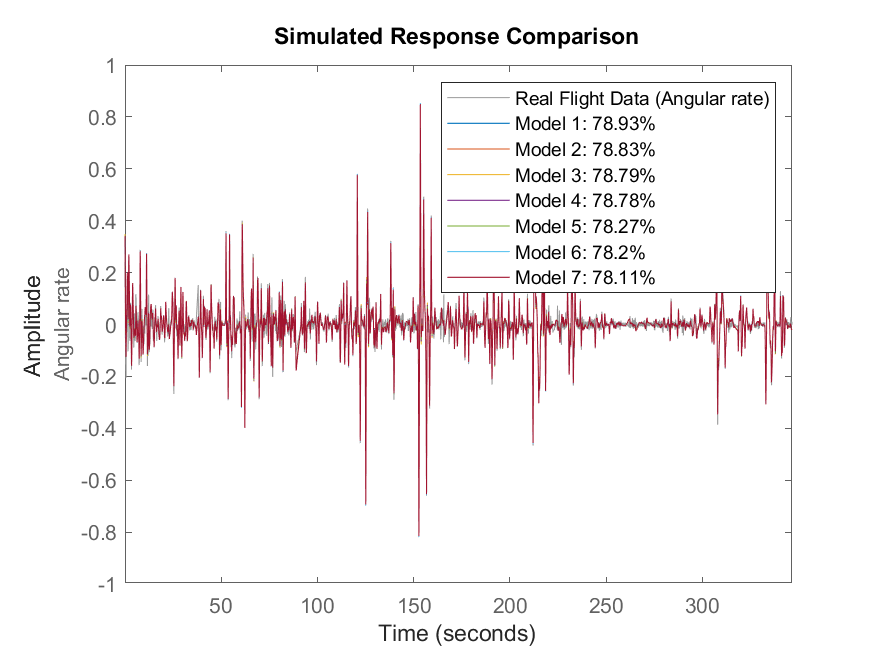 Simulated Response Comparison
Real Flight Data (Angular rate)
Model 1: 78.93%
Model 2: 78.83%
Model 3: 78.79%
Model 4: 78.78%
Model 5: 78.27%
Model 6: 78.2%
Model 7: 78.11%
1
0.8
0.6
0.4
0.2
0
-0.2
-0.4
-0.6
-0.8
-1
Amplitude
Angular rate
50 100 150 200 250 300
Time (seconds)